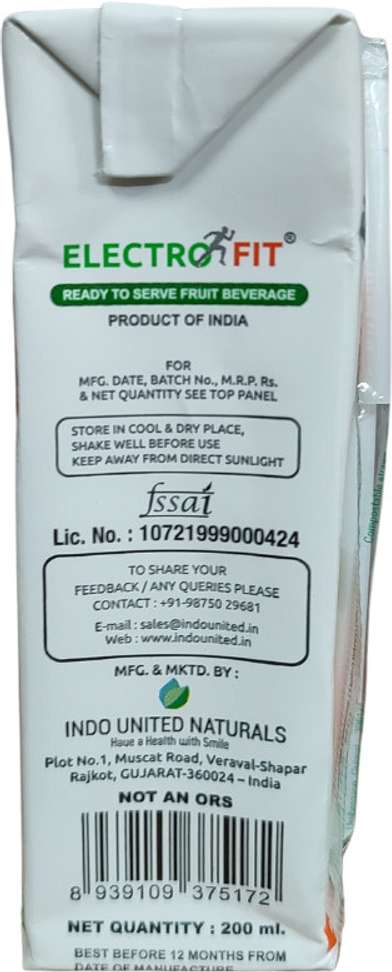 ELECTROFIT®
READY TO SERVE FRUIT BEVERAGE
PRODUCT OF INDIA
FOR
MFG. DATE, BATCH No., M.R.P. Rs.
& NET QUANTITY SEE TOP PANEL
STORE IN COOL & DRY PLACE,
SHAKE WELL BEFORE USE
KEEP AWAY FROM DIRECT SUNLIGHT
fssai
Lic. No. : 10721999000424
TO SHARE YOUR
FEEDBACK / ANY QUERIES PLEASE
CONTACT : +91-98750 29681
E-mail : sales@indounited.in
Web : www.indounited.in
MFG. & MKTD. BY :
INDO UNITED NATURALS
Have a Health with Smile
Plot No.1, Muscat Road, Veraval-Shapar
Rajkot, GUJARAT-360024 – India
NOT AN ORS
8 939109 375172
NET QUANTITY : 200 ml.
BEST BEFORE 12 MONTHS FROM
DATE OF MANUFACTURE
Compostable